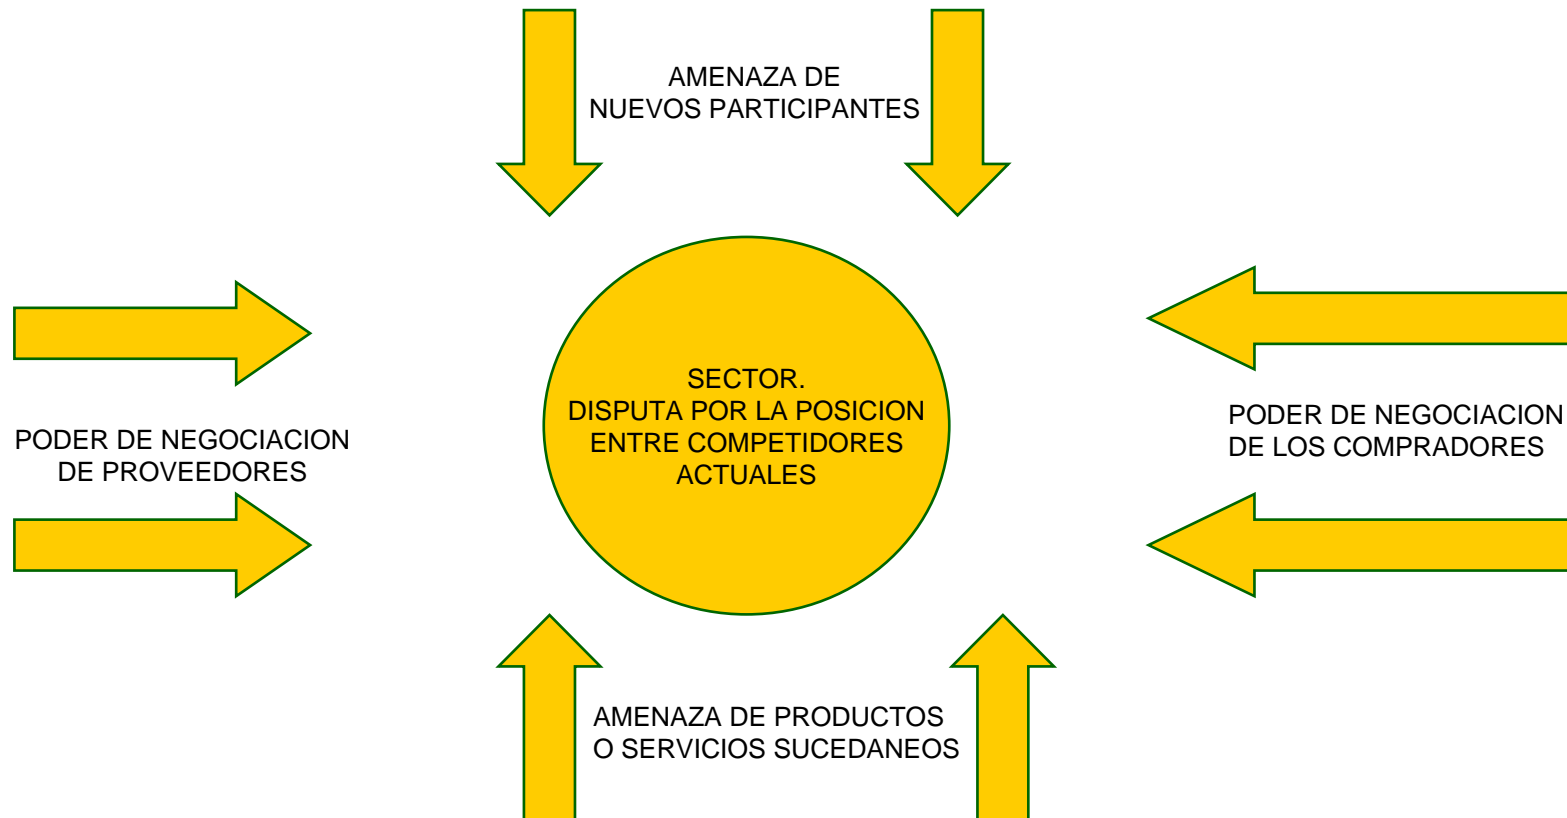 AMENAZA DE
NUEVOS PARTICIPANTES
SECTOR.
DISPUTA POR LA POSICION
ENTRE COMPETIDORES
ACTUALES
PODER DE NEGOCIACION
DE PROVEEDORES
PODER DE NEGOCIACION
DE LOS COMPRADORES
AMENAZA DE PRODUCTOS
O SERVICIOS SUCEDANEOS